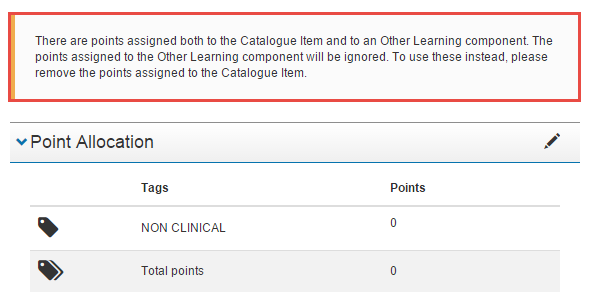 There are points assigned both to the Catalogue Item and to an Other Learning component. The
points assigned to the Other Learning component will be ignored. To use these instead, please
remove the points assigned to the Catalogue Item.
Point Allocation
Tags Points
NON CLINICAL 0
Total points 0